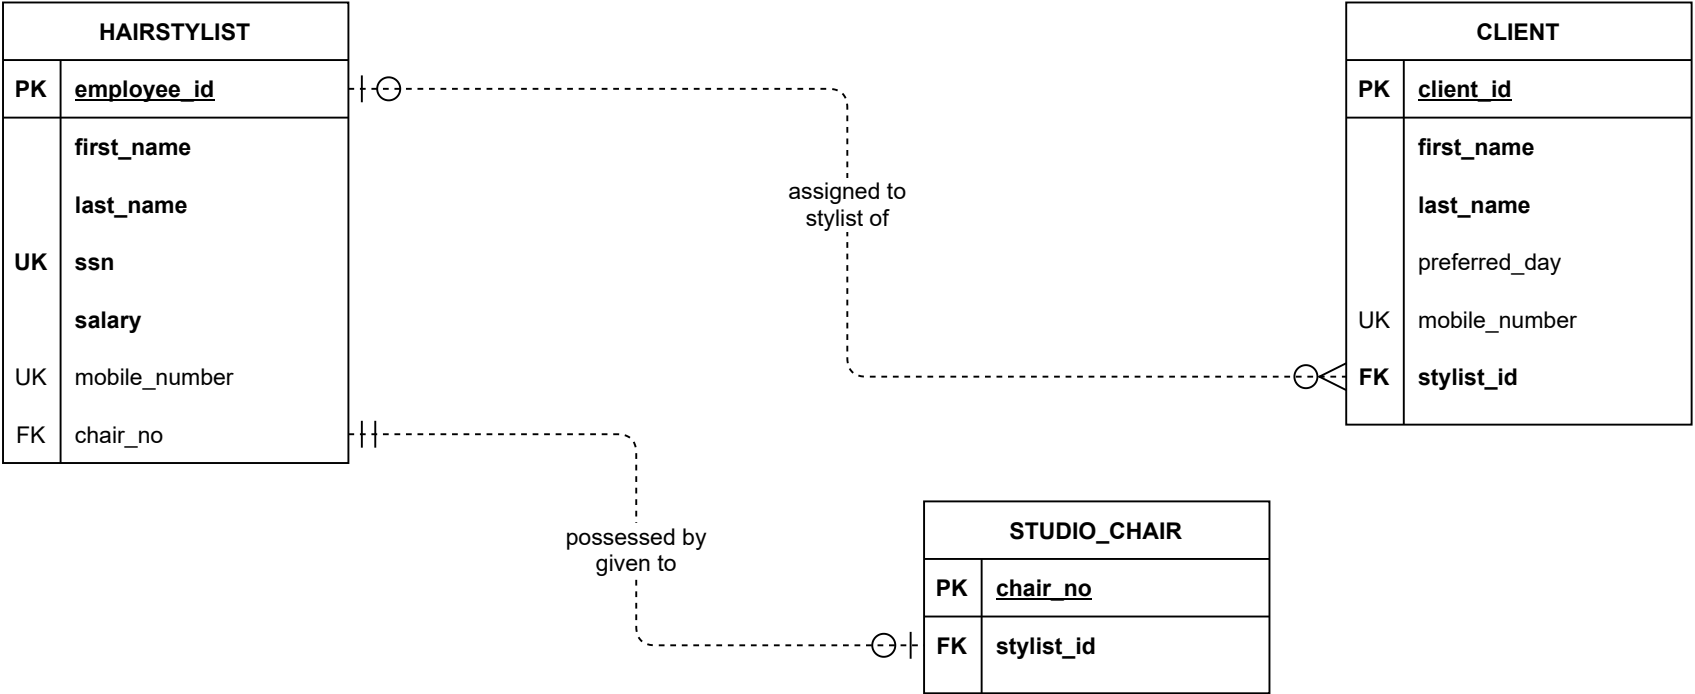 HAIRSTYLIST
PK employee_id
first_name
last_name
UK ssn
salary
UK mobile_number
FK chair_no
assigned to
stylist of
CLIENT
PK client_id
first_name
last_name
preferred_day
UK mobile_number
FK stylist_id
possessed by
given to
STUDIO_CHAIR
PK chair_no
FK stylist_id